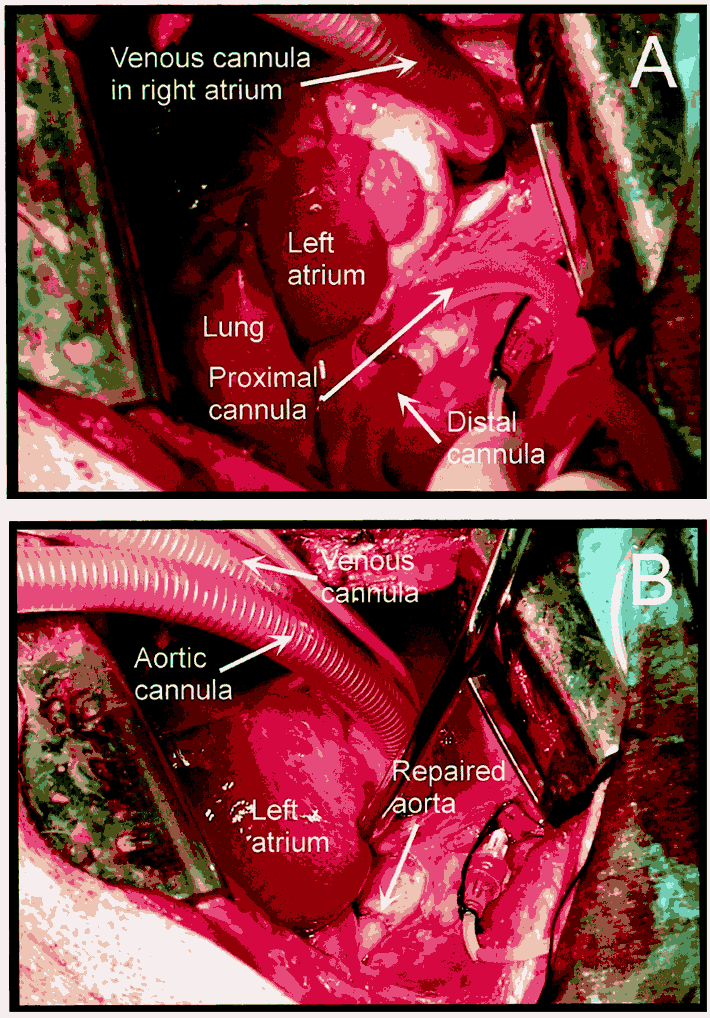 A
Venous cannula
in right atrium
Left
atrium
Lung
Proximal
cannula
Distal
cannula
B
Venous
cannula
Aortic
cannula
Repaired
aorta
Left
atrium